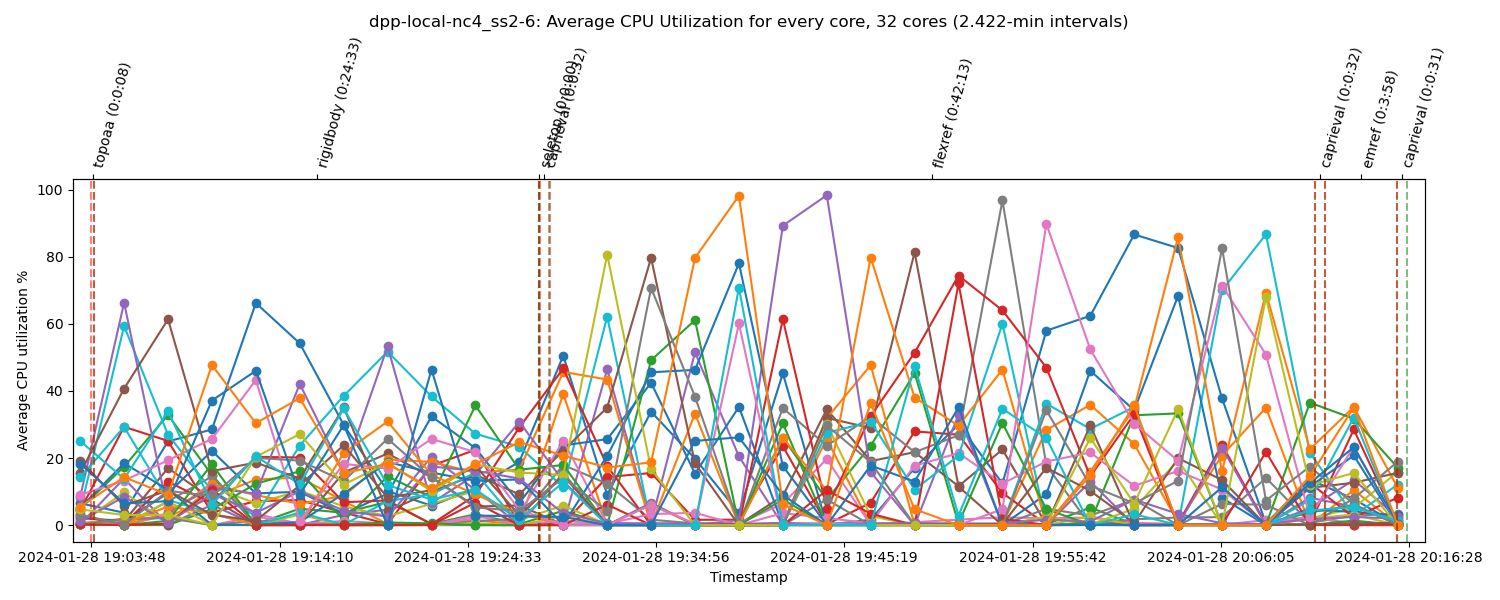 dpp-local-nc4_ss2-6: Average CPU Utilization for every core, 32 cores (2.422-min intervals)
topoaa (0:0:08)
rigidbody (0:24:33)
caprieval (0:0:32)
flexref (0:42:13)
caprieval (0:0:32)
emref (0:3:58)
caprieval (0:0:31)
Average CPU utilization %
100
80
60
40
20
0
2024-01-28 19:03:48
2024-01-28 19:14:10
2024-01-28 19:24:33
2024-01-28 19:34:56
2024-01-28 19:45:19
2024-01-28 19:55:42
2024-01-28 20:06:05
2024-01-28 20:16:28
Timestamp